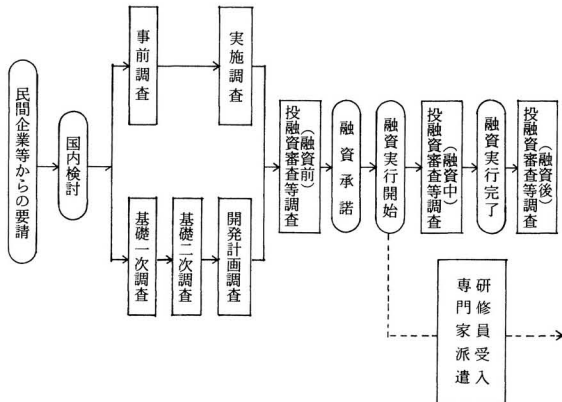 民間企業等からの要請
国内検討
事前調査
実施調査
基礎一次調査
基礎二次調査
開発計画調査
投融資審査等調査
（融資前）
融資承諾
融資実行開始
投融資審査等調査
（融資中）
融資実行完了
投融資審査等調査
（融資後）
研修員受入
専門家派遣